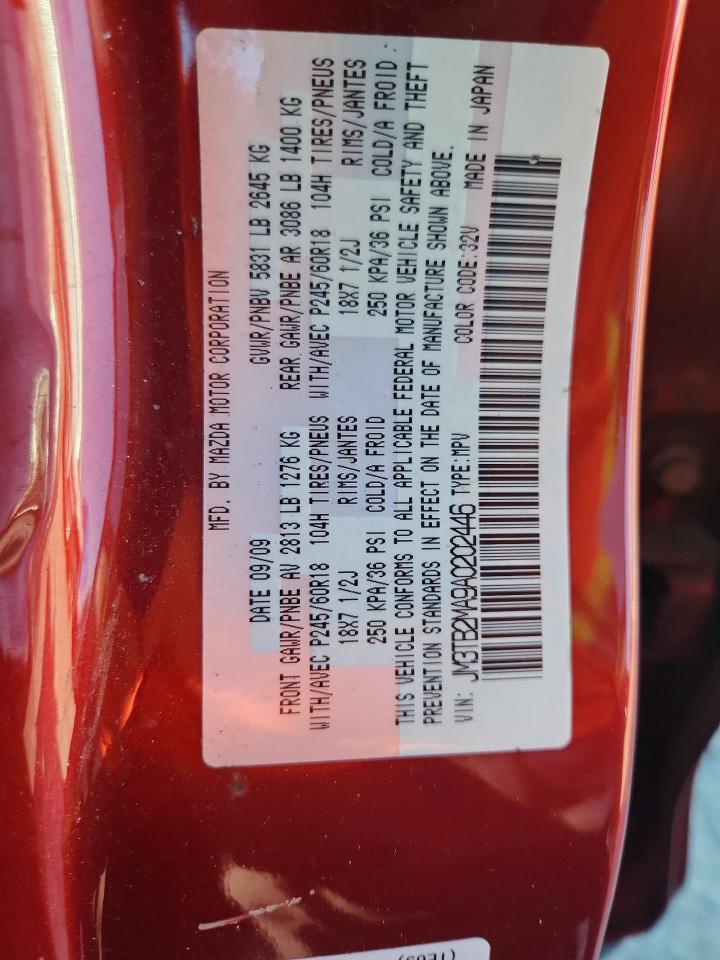 MFD. BY MAZDA MOTOR CORPORATION
DATE 09/09 GVWR/PNBV 5831 LB 2645 KG
FRONT GAWR/PNBE AV 2813 LB 1276 KG REAR GAWR/PNBE AR 3086 LB 1400 KG
WITH/AVEC P245/60R18 104H TIRES/PNEUS WITH/AVEC P245/60R18 104H TIRES/PNEUS
18X7 1/2J RIMS/JANTES 18X7 1/2J RIMS/JANTES
250 KPA/36 PSI COLD/A FROID 250 KPA/36 PSI COLD/A FROID
THIS VEHICLE CONFORMS TO ALL APPLICABLE FEDERAL MOTOR VEHICLE SAFETY AND THEFT
PREVENTION STANDARDS IN EFFECT ON THE DATE OF MANUFACTURE SHOWN ABOVE.
VIN: JM3TB2MA9A0202446 TYPE:MPV COLOR CODE:32V MADE IN JAPAN